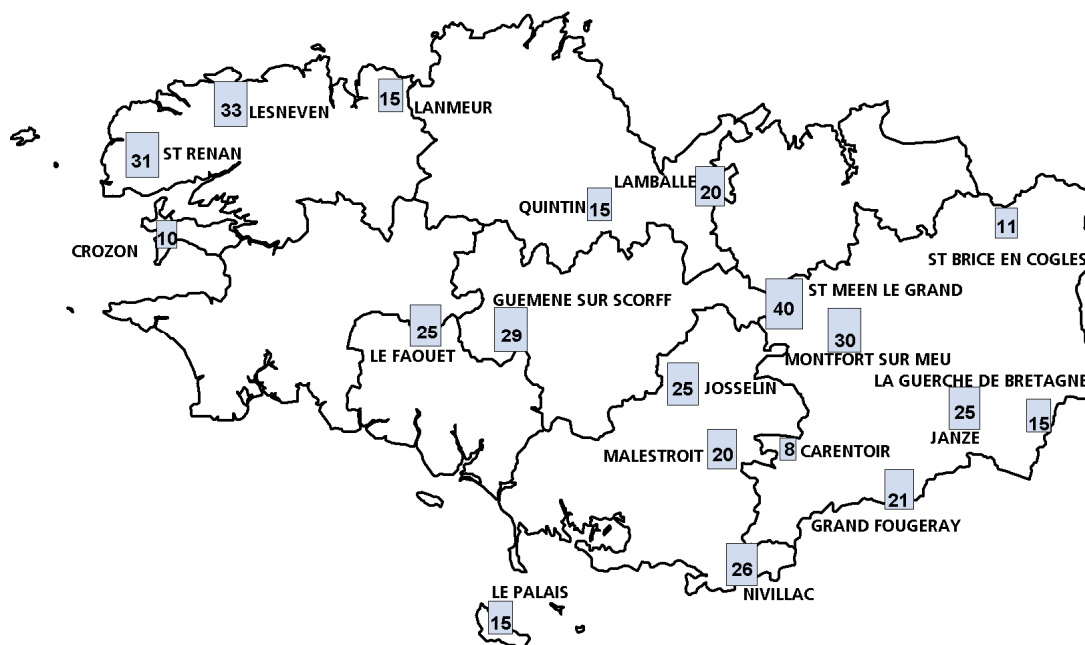 15
LANMEUR
33
LESNEVEN
31
ST RENAN
LAMBALLE
20
QUINTIN
15
10
CROZON
11
ST BRICE EN COGLES
ST MEEN LE GRAND
40
GUEMENE SUR SCORFF
29
25
LE FAOUET
30
MONTFORT SUR MEU
LA GUERCHE DE BRETAGNE
25
JOSSELIN
25
JANZE
15
MALESTROIT
20
8
CARENTOIR
21
GRAND FOUGERAY
26
NIVILLAC
LE PALAIS
15